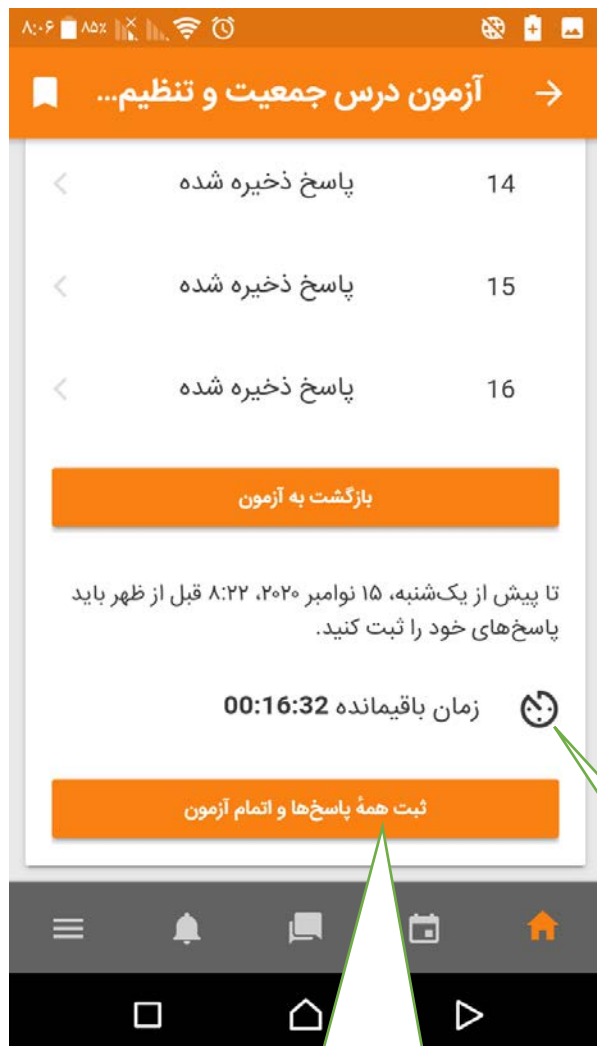 ۸:۰۶ ۸۵٪
آزمون درس جمعیت و تنظیم...
14 پاسخ ذخیره شده
15 پاسخ ذخیره شده
16 پاسخ ذخیره شده
بازگشت به آزمون
تا پیش از یک‌شنبه، ۱۵ نوامبر ۲۰۲۰، ۸:۲۲ قبل از ظهر باید
پاسخ‌های خود را ثبت کنید.
زمان باقیمانده 00:16:32
ثبت همهٔ پاسخ‌ها و اتمام آزمون